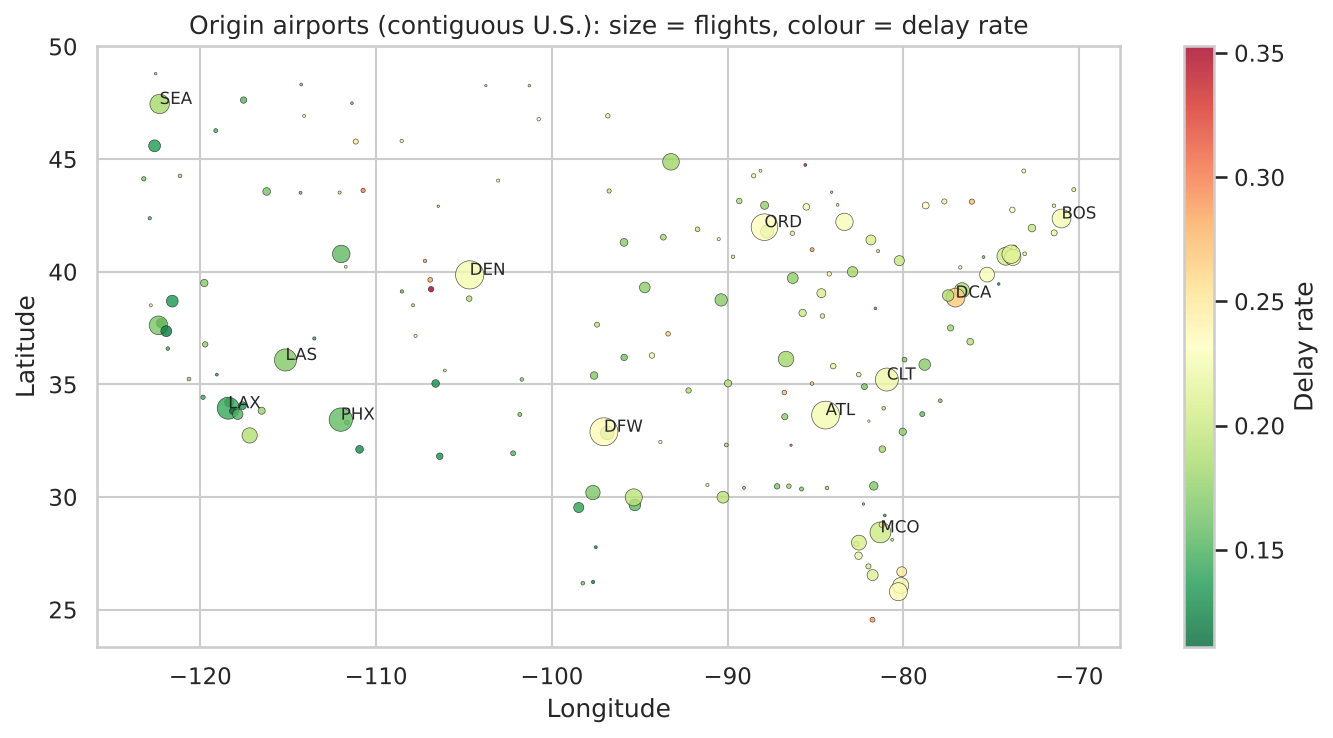 Origin airports (contiguous U.S.): size = flights, colour = delay rate
50
45
40
35
30
25
Latitude
SEA
BOS
ORD
DEN
DCA
LAS
CLT
LAX
PHX
ATL
DFW
MCO
−120
−110
−100
−90
−80
−70
Longitude
0.35
0.30
0.25
0.20
0.15
Delay rate